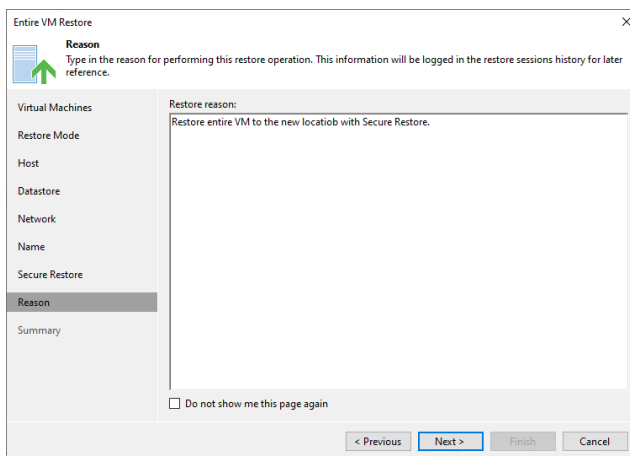 Entire VM Restore
Reason
Type in the reason for performing this restore operation. This information will be logged in the restore sessions history for later
reference.
Virtual Machines
Restore Mode
Host
Datastore
Network
Name
Secure Restore
Reason
Summary
Restore reason:
Restore entire VM to the new locatiob with Secure Restore.
Do not show me this page again
< Previous
Next >
Finish
Cancel